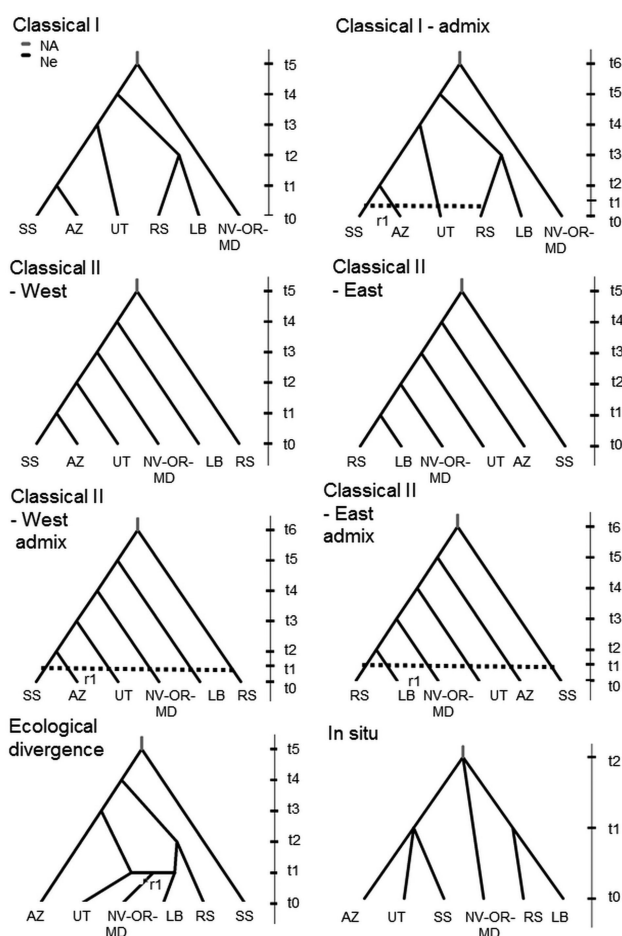 Classical I
NA
Ne
t5
t4
t3
t2
t1
t0
SS AZ UT RS LB NV-OR-
MD
Classical I - admix
t6
t5
t4
t3
t2
t1
t0
r1
SS AZ UT RS LB NV-OR-
MD
Classical II
- West
t5
t4
t3
t2
t1
t0
SS AZ UT NV-OR- LB RS
MD
Classical II
- East
t5
t4
t3
t2
t1
t0
RS LB NV-OR- UT AZ SS
MD
Classical II
- West
admix
t6
t5
t4
t3
t2
t1
t0
r1
SS AZ UT NV-OR- LB RS
MD
Classical II
- East
admix
t6
t5
t4
t3
t2
t1
t0
r1
RS LB NV-OR- UT AZ SS
MD
Ecological
divergence
t5
t4
t3
t2
t1
t0
r1
AZ UT NV-OR- LB RS SS
MD
In situ
t2
t1
t0
AZ UT SS NV-OR- RS LB
MD